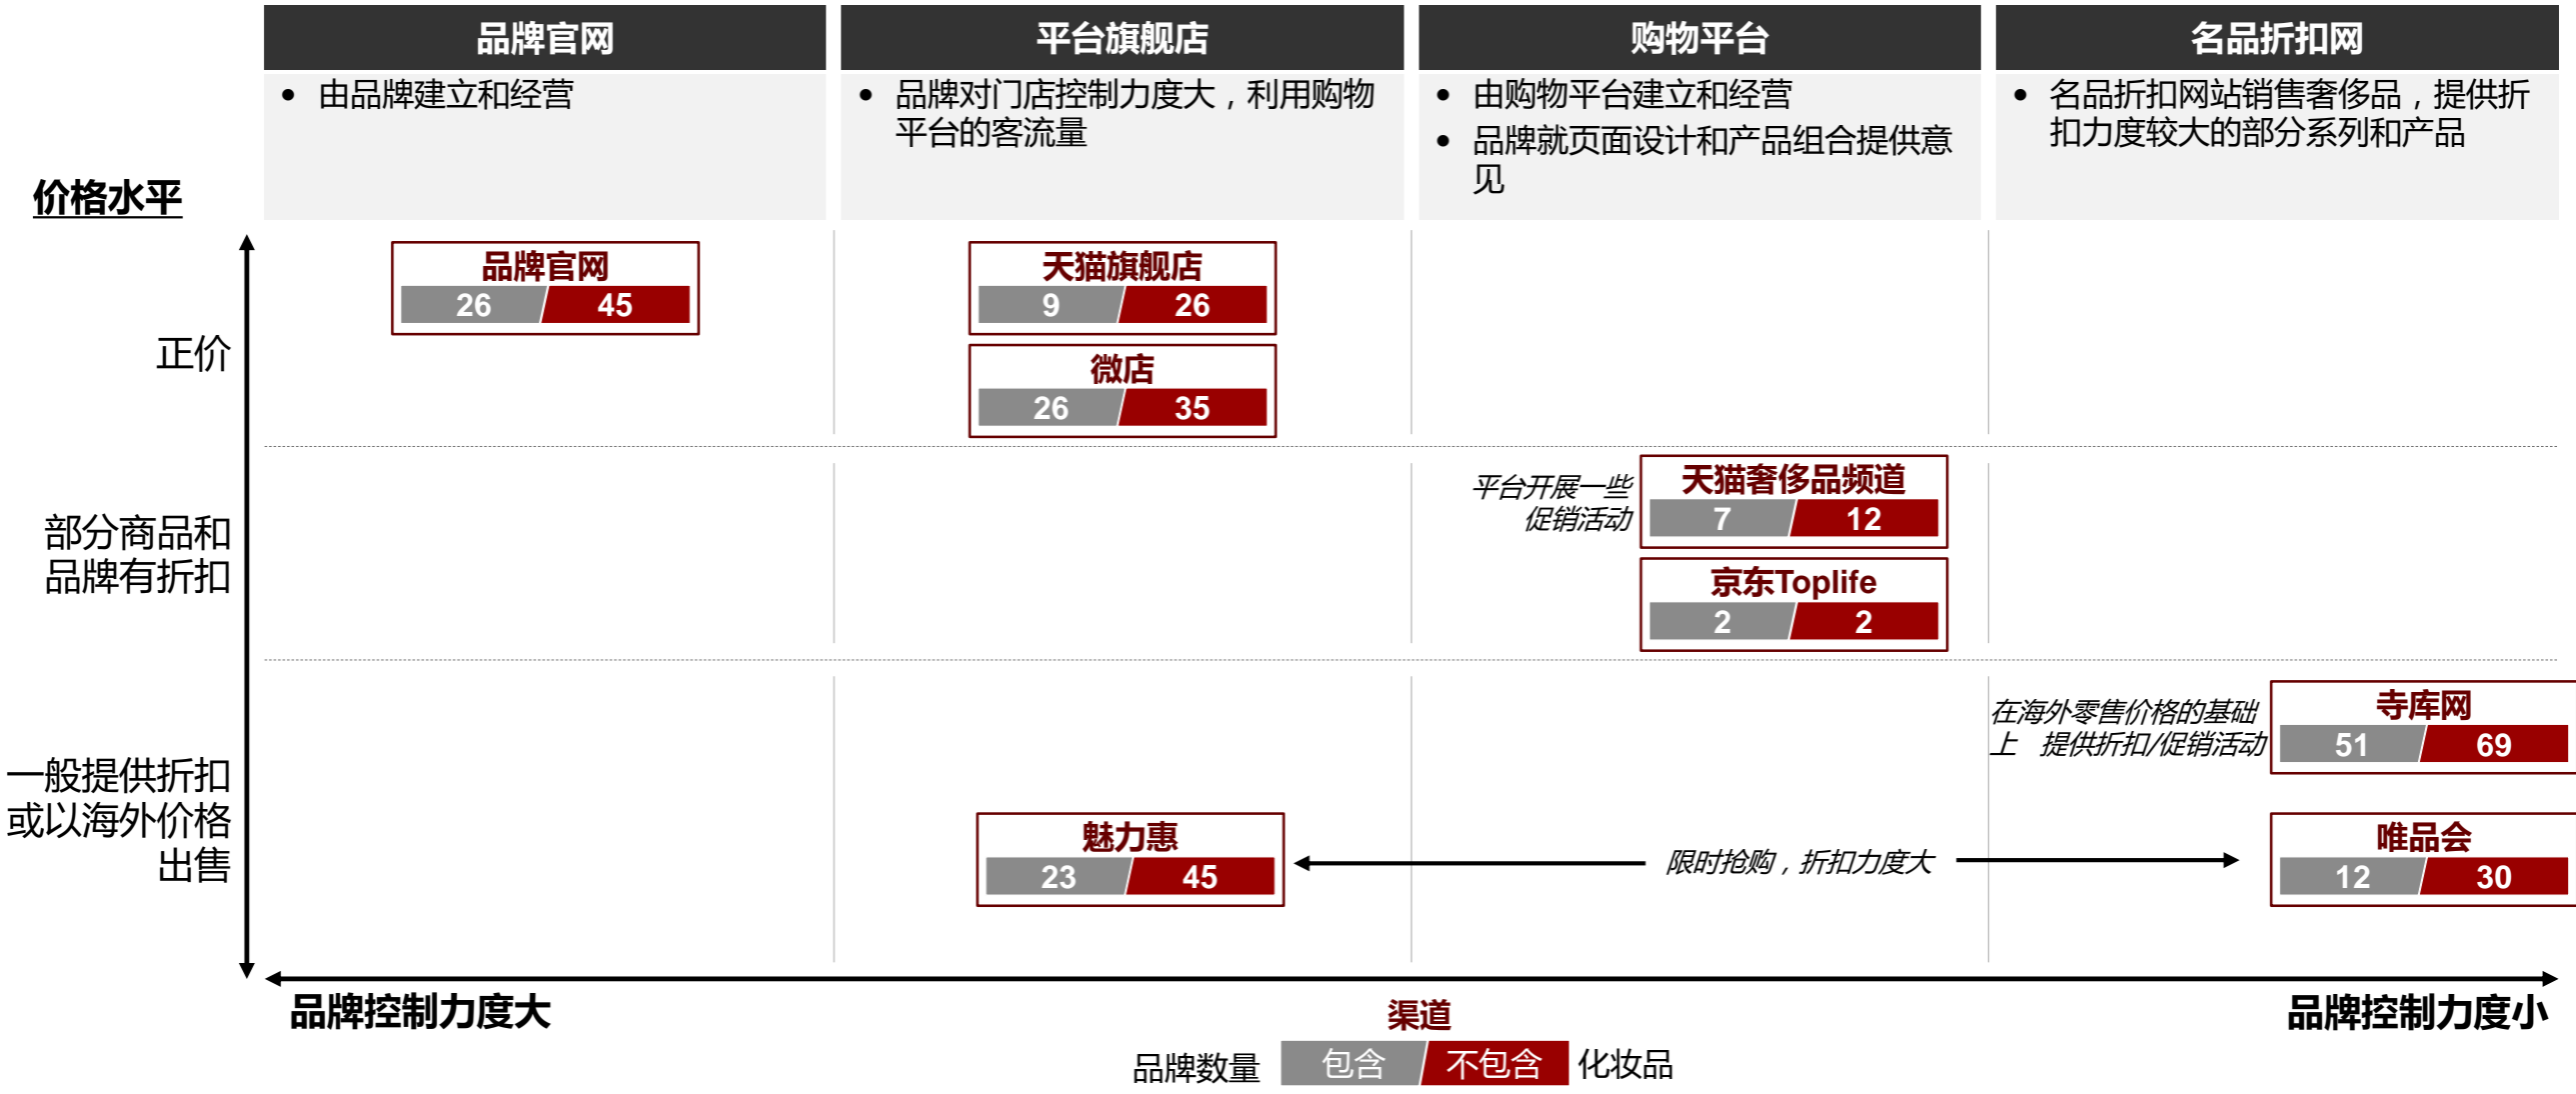 品牌官网
平台旗舰店
购物平台
名品折扣网
• 由品牌建立和经营
• 品牌对门店控制力度大，利用购物
平台的客流量
• 由购物平台建立和经营
• 品牌就页面设计和产品组合提供意
见
• 名品折扣网站销售奢侈品，提供折
扣力度较大的部分系列和产品
价格水平
正价
品牌官网
26 45
天猫旗舰店
9 26
微店
26 35
部分商品和
品牌有折扣
平台开展一些
促销活动
天猫奢侈品频道
7 12
京东Toplife
2 2
一般提供折扣
或以海外价格
出售
在海外零售价格的基础
上 提供折扣/促销活动
寺库网
51 69
魅力惠
23 45
限时抢购，折扣力度大
唯品会
12 30
品牌控制力度大
品牌控制力度小
渠道
品牌数量 包含 不包含 化妆品